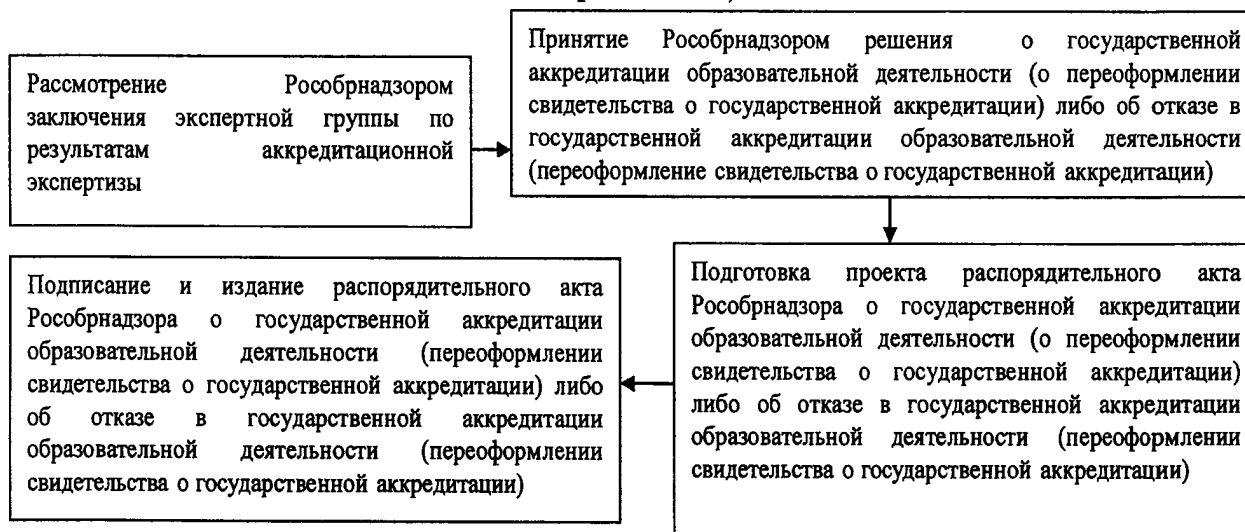 Рассмотрение Рособрнадзором
заключения экспертной группы по
результатам аккредитационной
экспертизы
Принятие Рособрнадзором решения о государственной
аккредитации образовательной деятельности (о переоформлении
свидетельства о государственной аккредитации) либо об отказе в
государственной аккредитации образовательной деятельности
(переоформление свидетельства о государственной аккредитации)
Подготовка проекта распорядительного акта
Рособрнадзора о государственной аккредитации
образовательной деятельности (о переоформлении
свидетельства о государственной аккредитации)
либо об отказе в государственной аккредитации
образовательной деятельности (переоформлении
свидетельства о государственной аккредитации)
Подписание и издание распорядительного акта
Рособрнадзора о государственной аккредитации
образовательной деятельности (переоформлении
свидетельства о государственной аккредитации) либо
об отказе в государственной аккредитации
образовательной деятельности (переоформлении
свидетельства о государственной аккредитации)